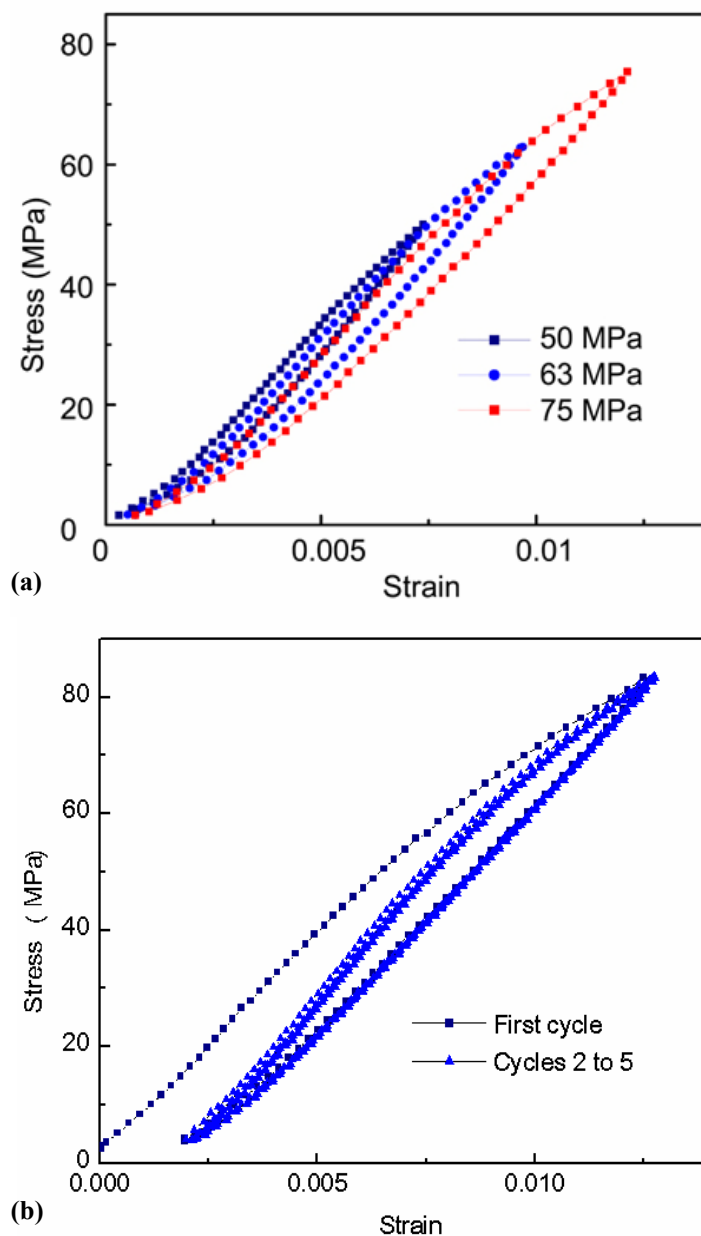 80
60
40
20
0
Stress (MPa)
50 MPa
63 MPa
75 MPa
0
0.005
0.01
Strain
(a)
80
60
40
20
0
Stress ( MPa)
First cycle
Cycles 2 to 5
0.000
0.005
0.010
Strain
(b)